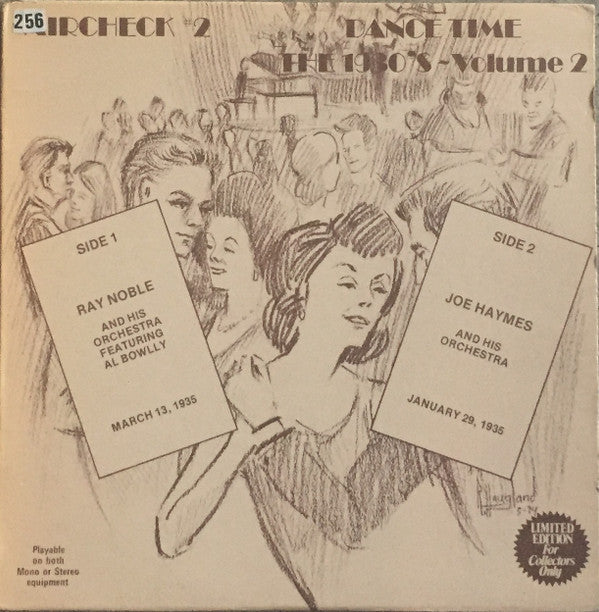 256
AIRCHECK #2
DANCE TIME
THE 1930'S ~ Volume 2
SIDE 1
RAY NOBLE
AND HIS
ORCHESTRA
FEATURING
AL BOWLLY
MARCH 13, 1935
SIDE 2
JOE HAYMES
AND HIS
ORCHESTRA
JANUARY 29, 1935
Playable
on both
Mono or Stereo
equipment
LIMITED
EDITION
For
Collectors
Only